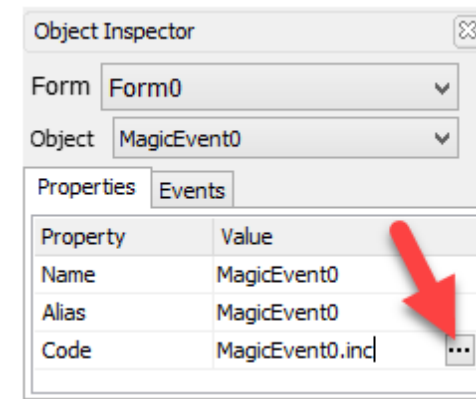 Object Inspector
Form Form0
Object MagicEvent0
Properties Events
Property Value
Name MagicEvent0
Alias MagicEvent0
Code MagicEvent0.inc ...